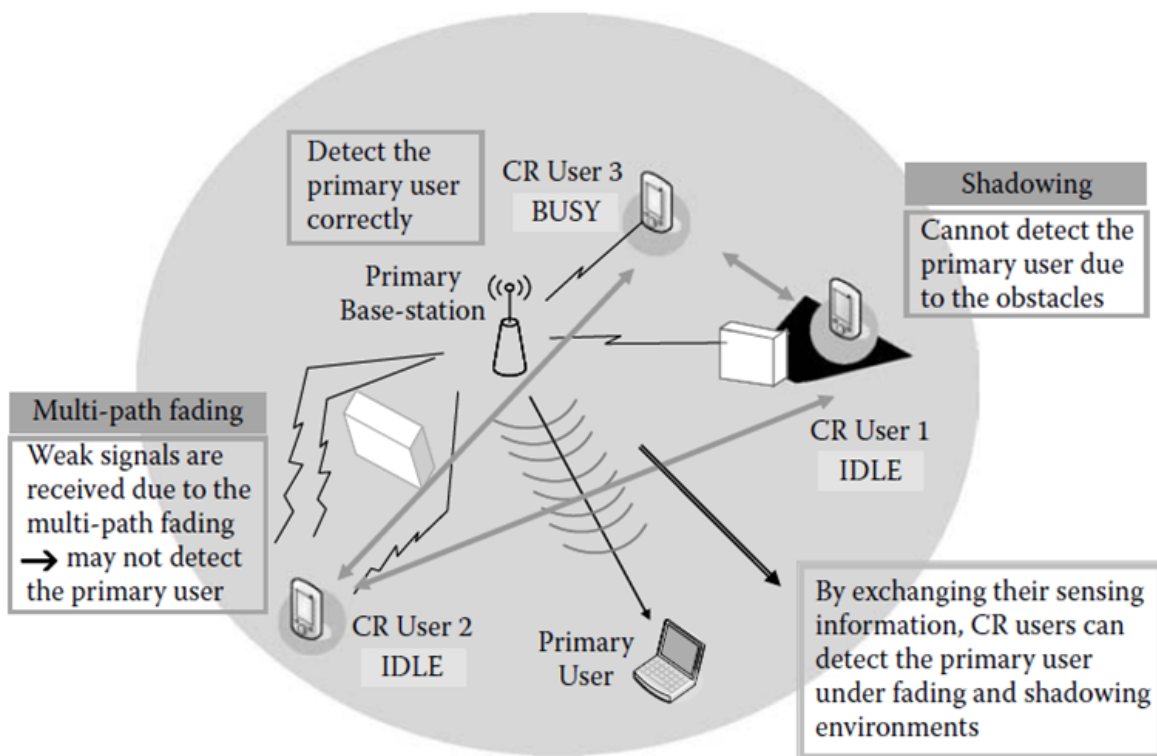 Detect the
primary user
correctly
CR User 3
BUSY
Shadowing
Cannot detect the
primary user due
to the obstacles
Primary
Base-station
Multi-path fading
Weak signals are
received due to the
multi-path fading
→ may not detect
the primary user
CR User 1
IDLE
CR User 2
IDLE
Primary
User
By exchanging their sensing
information, CR users can
detect the primary user
under fading and shadowing
environments